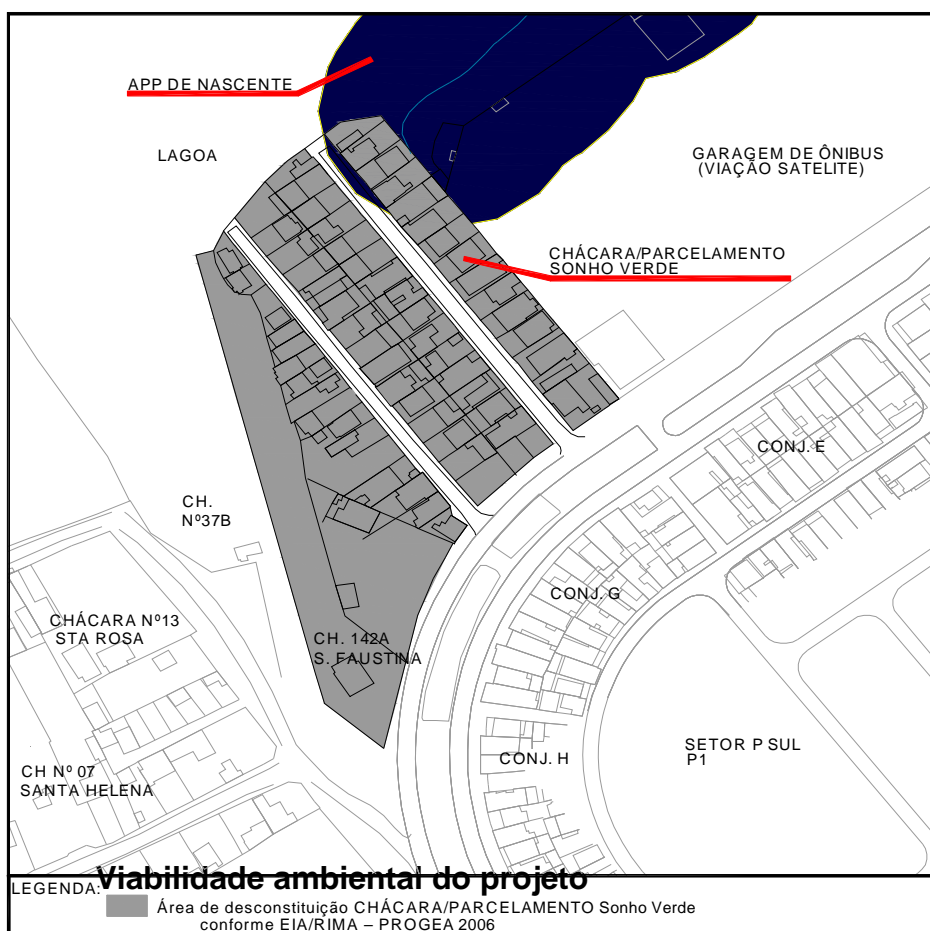 APP DE NASCENTE
LAGOA
GARAGEM DE ÔNIBUS
(VIAÇÃO SATELITE)
CHÁCARA/PARCELAMENTO
SONHO VERDE
CONJ. E
CH.
Nº37B
CONJ. G
CHÁCARA Nº13
STA ROSA
CH. 142A
S. FAUSTINA
SETOR P SUL
P1
CONJ. H
CH Nº 07
SANTA HELENA
Viabilidade ambiental do projeto
LEGENDA:
Área de desconstituição CHÁCARA/PARCELAMENTO Sonho Verde
conforme EIA/RIMA – PROGEA 2006